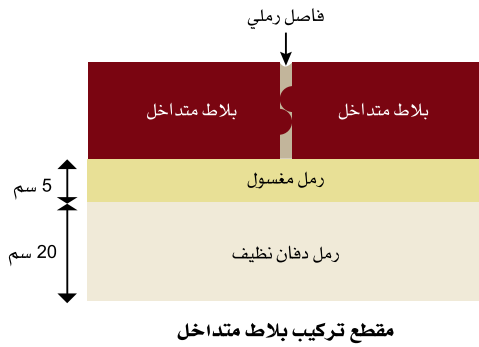 فاصل رملي
بلاط متداخل
بلاط متداخل
رمل مغسول
5 سم
رمل دفان نظيف
20 سم
مقطع تركيب بلاط متداخل